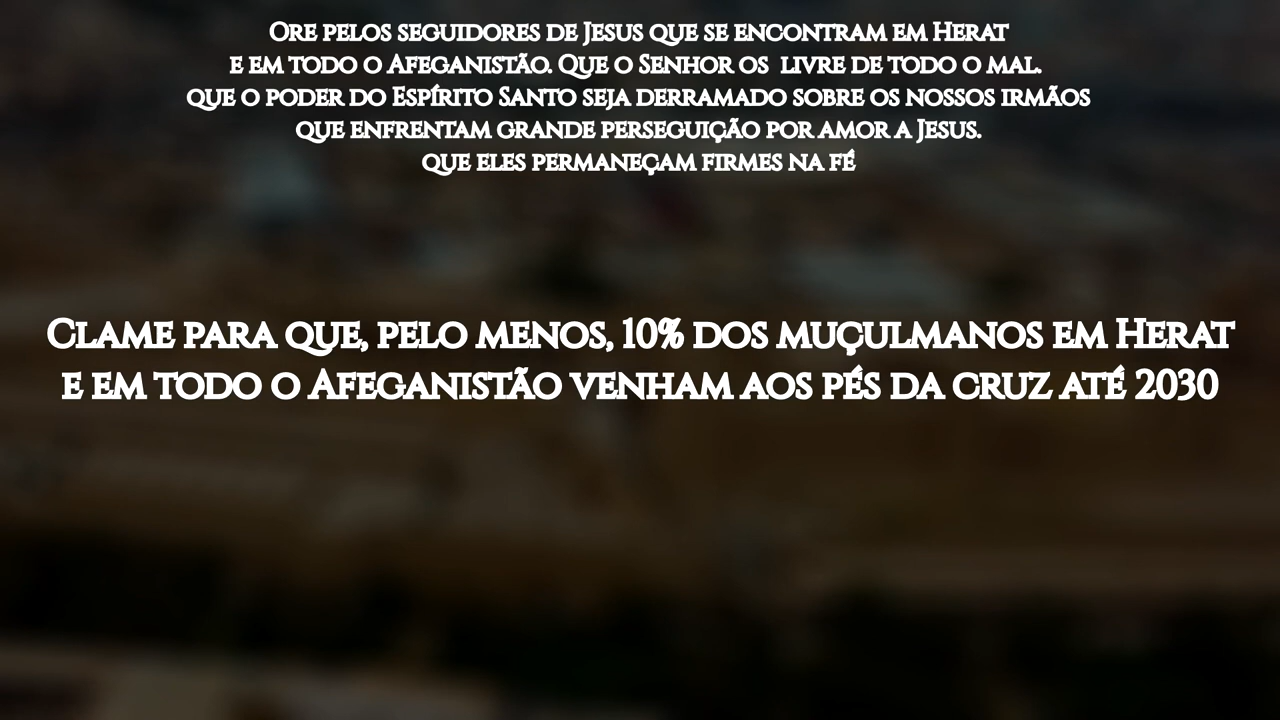 Ore pelos seguidores de Jesus que se encontram em Herat
e em todo o Afeganistão. Que o Senhor os  livre de todo o mal.
que o poder do Espírito Santo seja derramado sobre os nossos irmãos
que enfrentam grande perseguição por amor a Jesus.
que eles permaneçam firmes na fé
Clame para que, pelo menos, 10% dos muçulmanos em Herat
e em todo o Afeganistão venham aos pés da cruz até 2030